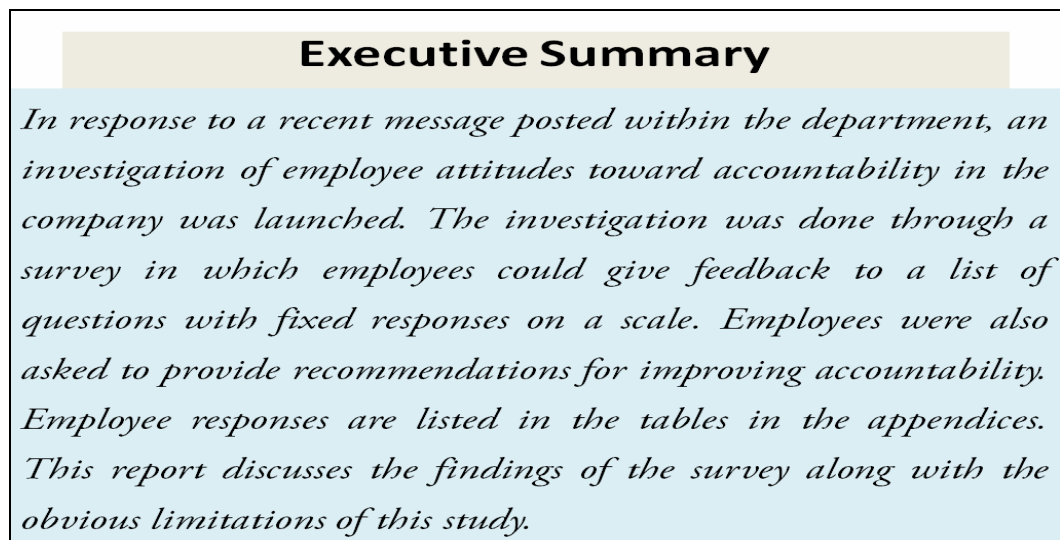 Executive Summary
In response to a recent message posted within the department, an
investigation of employee attitudes toward accountability in the
company was launched. The investigation was done through a
survey in which employees could give feedback to a list of
questions with fixed responses on a scale. Employees were also
asked to provide recommendations for improving accountability.
Employee responses are listed in the tables in the appendices.
This report discusses the findings of the survey along with the
obvious limitations of this study.